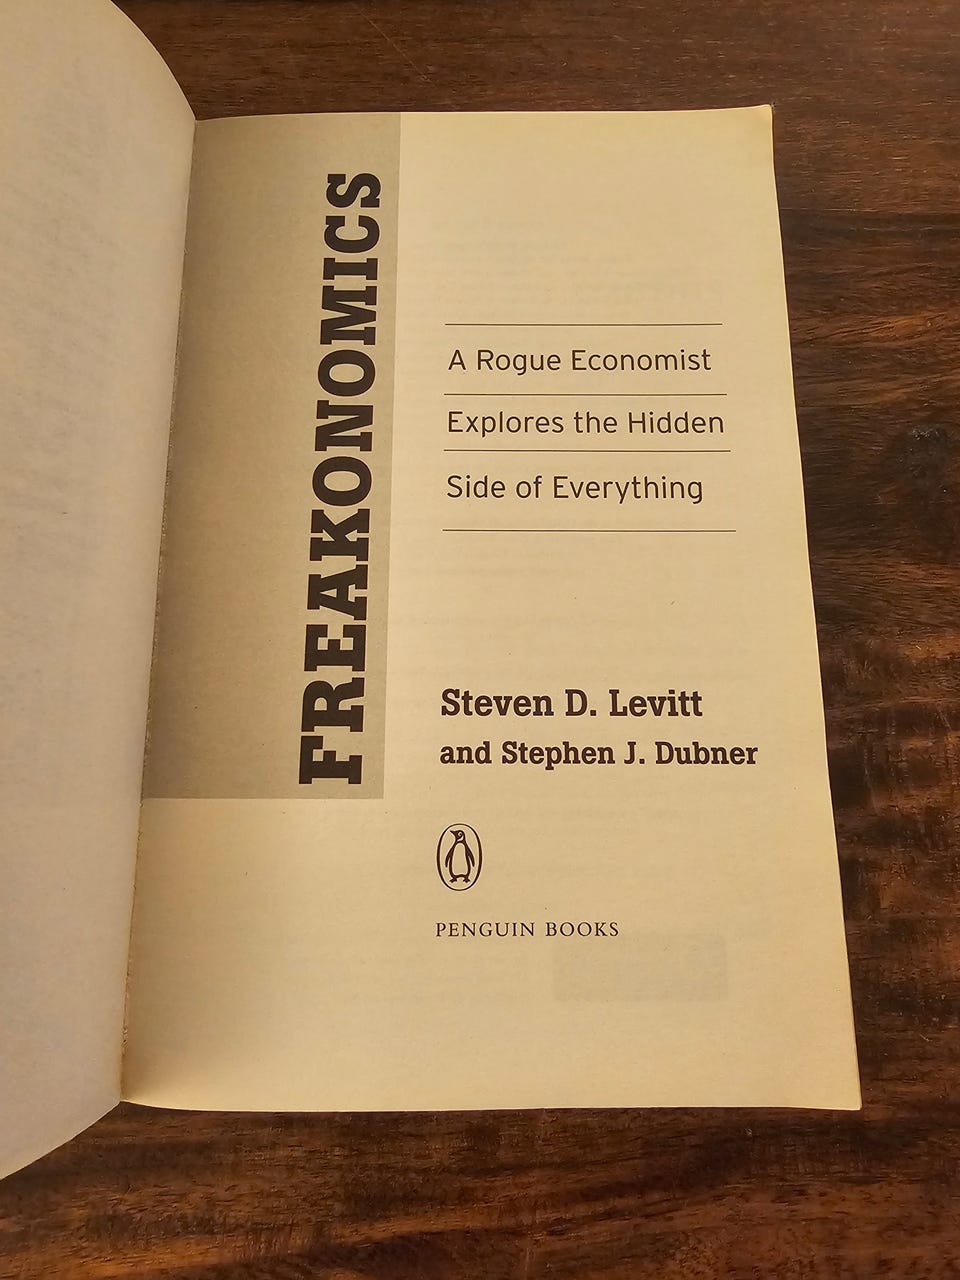 FREAKONOMICS
A Rogue Economist
Explores the Hidden
Side of Everything
Steven D. Levitt
and Stephen J. Dubner
PENGUIN BOOKS